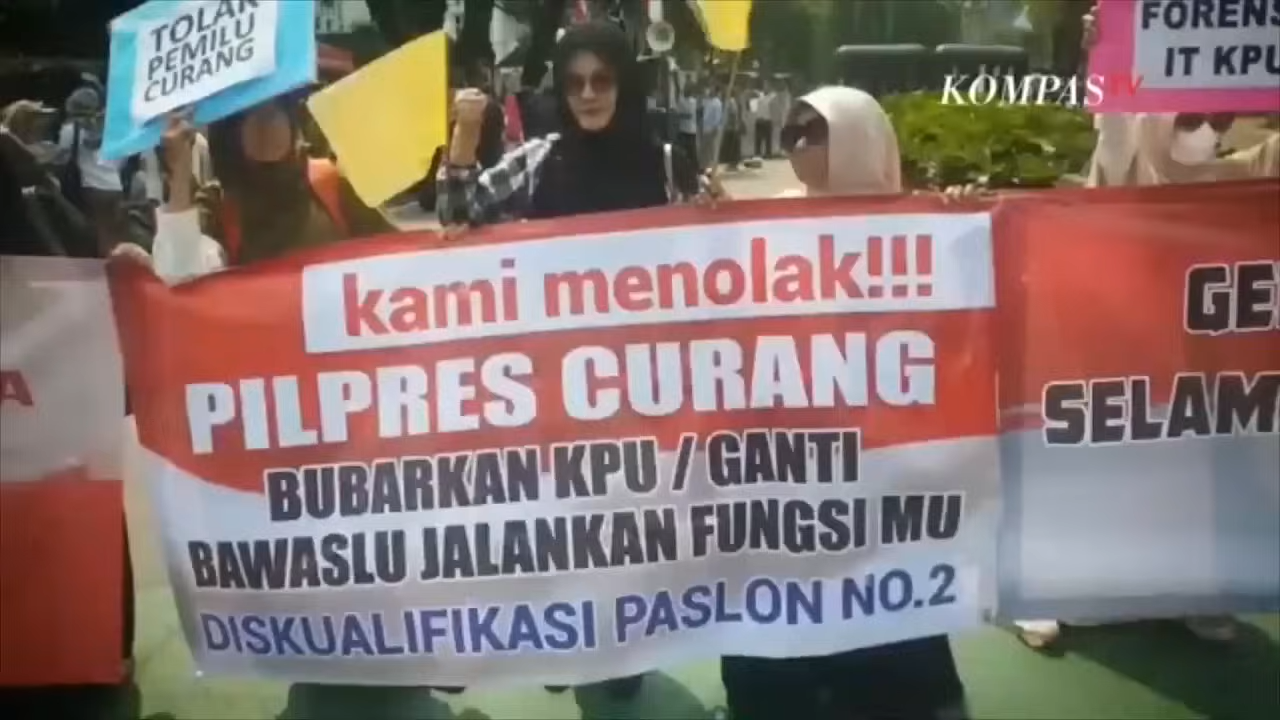 TOLAK
PEMILU
CURANG
KOMPASTV
FORENS
IT KPU
kami menolak!!!
PILPRES CURANG
BUBARKAN KPU / GANTI
BAWASLU JALANKAN FUNGSI MU
DISKUALIFIKASI PASLON NO.2
A
GE
SELAM